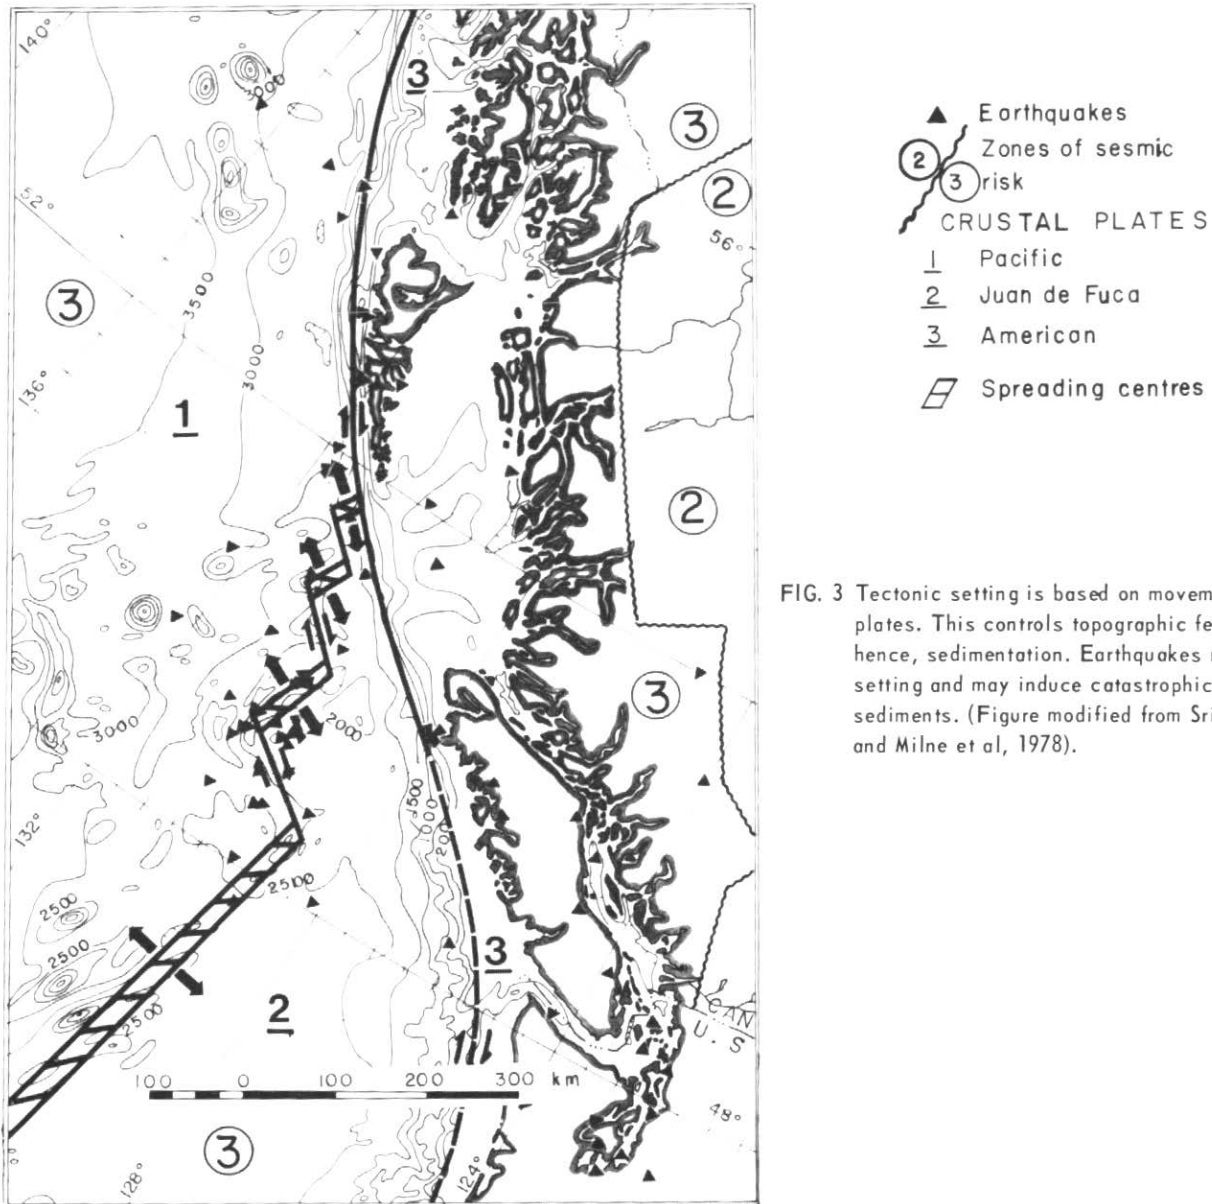 140°
3000
3
3
2
52°
56°
3
3500
3000
136°
1
2
3
3000
2000
1500
1000
200
132°
2500
2500
2500
2500
3
2
CAN
U. S
100 0 100 200 300 km
3
128°
124°
48°
Earthquakes
2 Zones of sesmic
3 risk
CRUSTAL PLATES
1 Pacific
2 Juan de Fuca
3 American
Spreading centres
FIG. 3 Tectonic setting is based on movem
plates. This controls topographic fe
hence, sedimentation. Earthquakes
setting and may induce catastrophic
sediments. (Figure modified from Sri
and Milne et al, 1978).